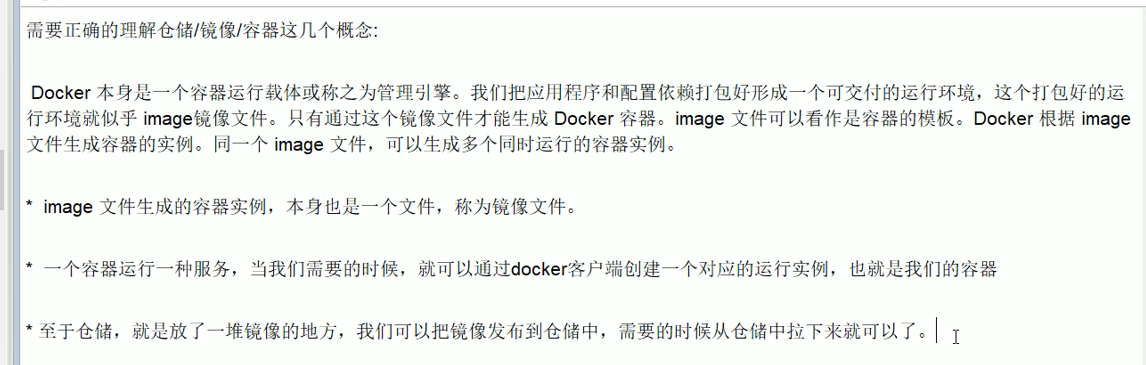 需要正确的理解仓储/镜像/容器这几个概念:
Docker 本身是一个容器运行载体或称之为管理引擎。我们把应用程序和配置依赖打包好形成一个可交付的运行环境，这个打包好的运
行环境就似乎 image镜像文件。只有通过这个镜像文件才能生成 Docker 容器。image 文件可以看作是容器的模板。Docker 根据 image
文件生成容器的实例。同一个 image 文件，可以生成多个同时运行的容器实例。
* image 文件生成的容器实例，本身也是一个文件，称为镜像文件。
* 一个容器运行一种服务，当我们需要的时候，就可以通过docker客户端创建一个对应的运行实例，也就是我们的容器
* 至于仓储，就是放了一堆镜像的地方，我们可以把镜像发布到仓储中，需要的时候从仓储中拉下来就可以了。